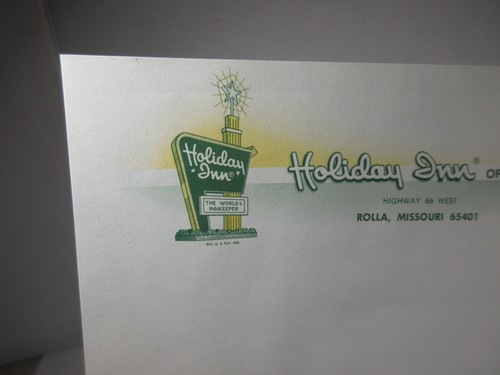 Holiday
Inn®
THE WORLD'S
INNKEEPER
Holiday Inn® OF
HIGHWAY 66 WEST
ROLLA, MISSOURI 65401